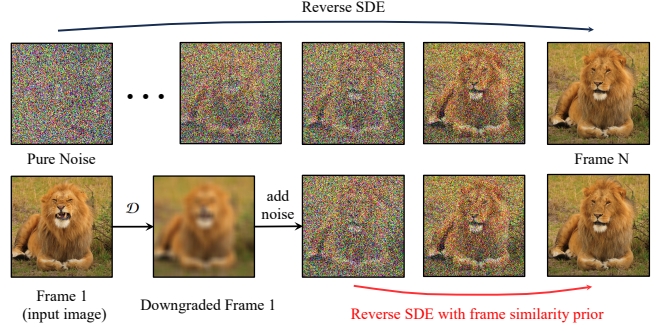 Reverse SDE
Pure Noise
Frame N
𝒟
add
noise
Frame 1
(input image)
Downgraded Frame 1
Reverse SDE with frame similarity prior